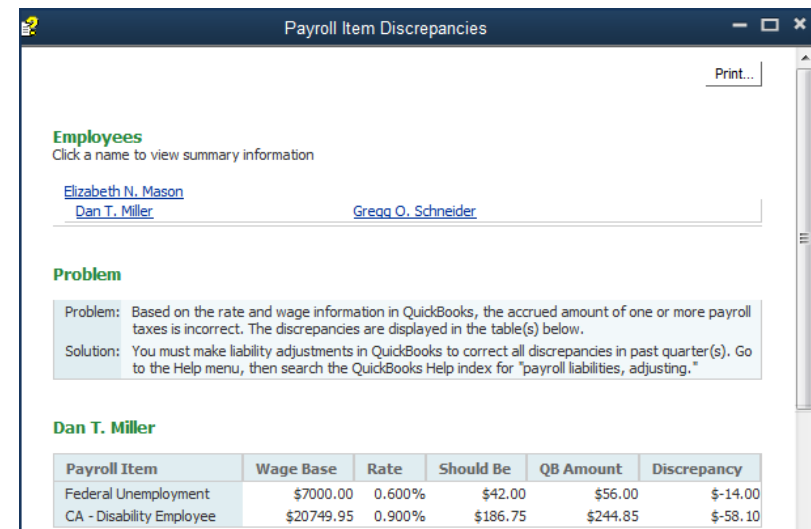 Payroll Item Discrepancies
Print...
Employees
Click a name to view summary information
Elizabeth N. Mason
Dan T. Miller Gregg O. Schneider
Problem
Problem: Based on the rate and wage information in QuickBooks, the accrued amount of one or more payroll
taxes is incorrect. The discrepancies are displayed in the table(s) below.
Solution: You must make liability adjustments in QuickBooks to correct all discrepancies in past quarter(s). Go
to the Help menu, then search the QuickBooks Help index for "payroll liabilities, adjusting."
Dan T. Miller
Payroll Item Wage Base Rate Should Be QB Amount Discrepancy
Federal Unemployment $7000.00 0.600% $42.00 $56.00 $-14.00
CA - Disability Employee $20749.95 0.900% $186.75 $244.85 $-58.10